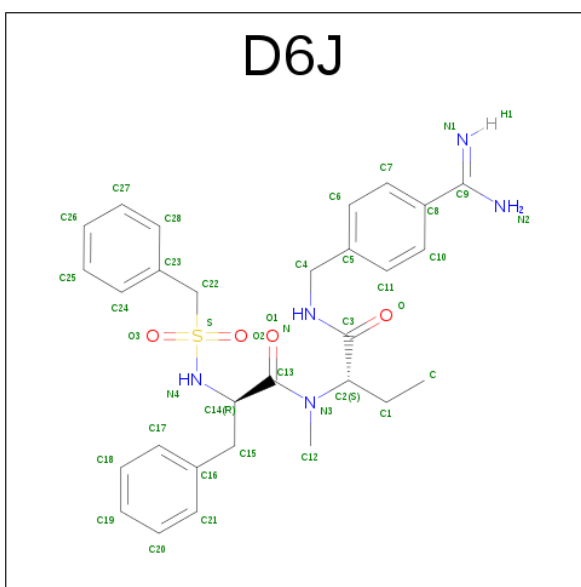 D6J
H1
N1
C7
C27
C6
C9
C26
C28
C8
NH₂
N2
C23
C4
C5
C10
C25
C22
C11
C24
O1
HN
N
C3
O
O3
O
S
S
O
O2
O
O
HN
C13
C
N4
N
N3
C2(S)
C14(R)
C1
C17
C12
C15
C18
C16
C19
C21
C20